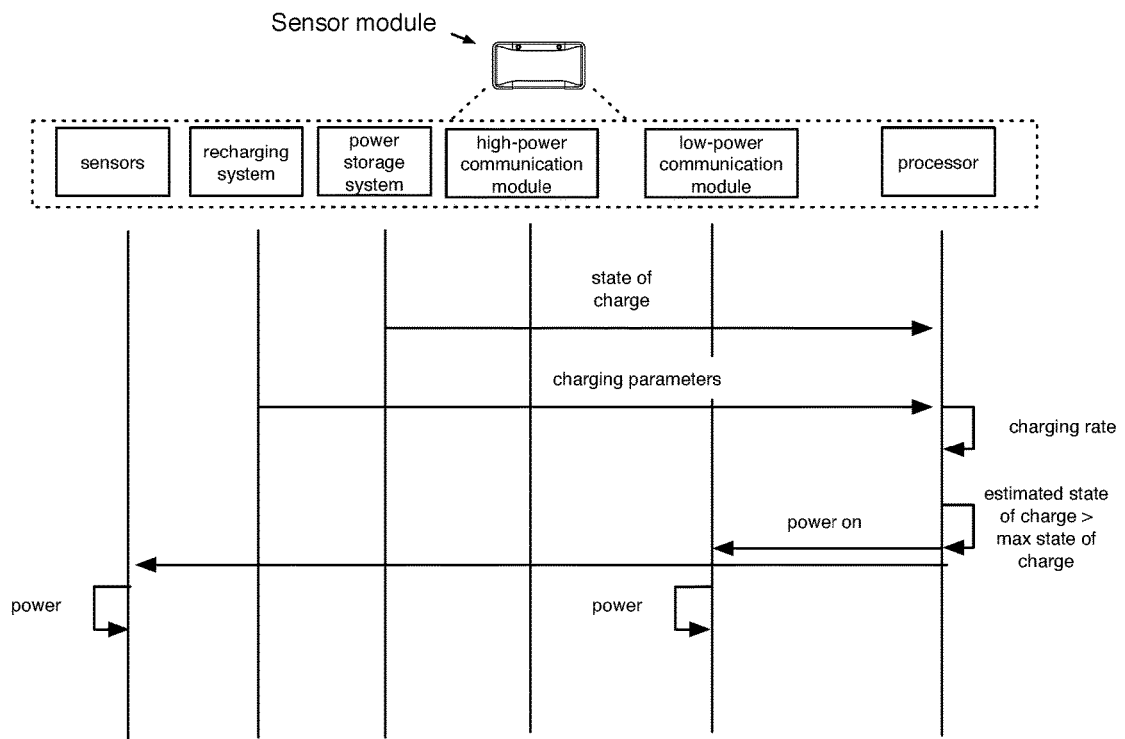 Sensor module
sensors
recharging
system
power
storage
system
high-power
communication
module
low-power
communication
module
processor
state of
charge
charging parameters
charging rate
estimated state
of charge >
max state of
charge
power on
power
power